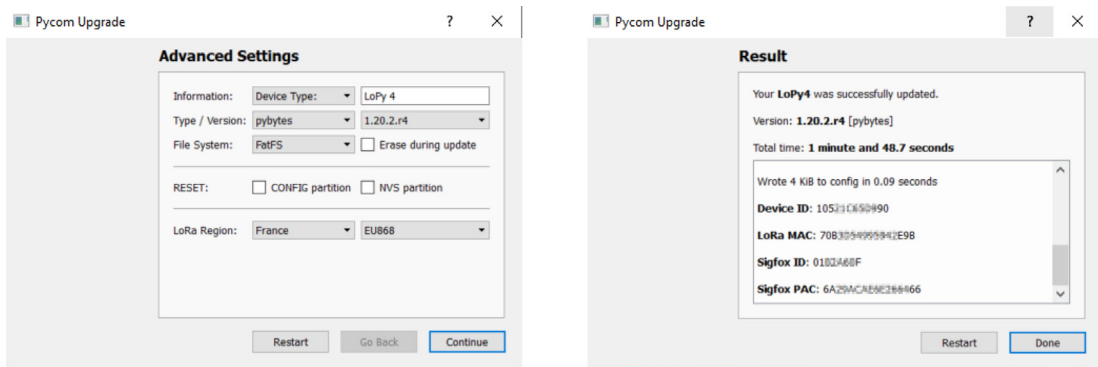 Pycom Upgrade ? ×
Advanced Settings
Information: Device Type: LoPy 4
Type / Version: pybytes 1.20.2.r4
File System: FatFS Erase during update
RESET: CONFIG partition NVS partition
LoRa Region: France EU868
Restart Go Back Continue
Pycom Upgrade ? ×
Result
Your LoPy4 was successfully updated.
Version: 1.20.2.r4 [pybytes]
Total time: 1 minute and 48.7 seconds
Wrote 4 KiB to config in 0.09 seconds
Device ID:
LoRa MAC:
Sigfox ID:
Sigfox PAC:
Restart Done